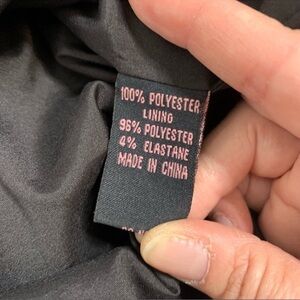 100% POLYESTER
LINING
96% POLYESTER
4% ELASTANE
MADE IN CHINA